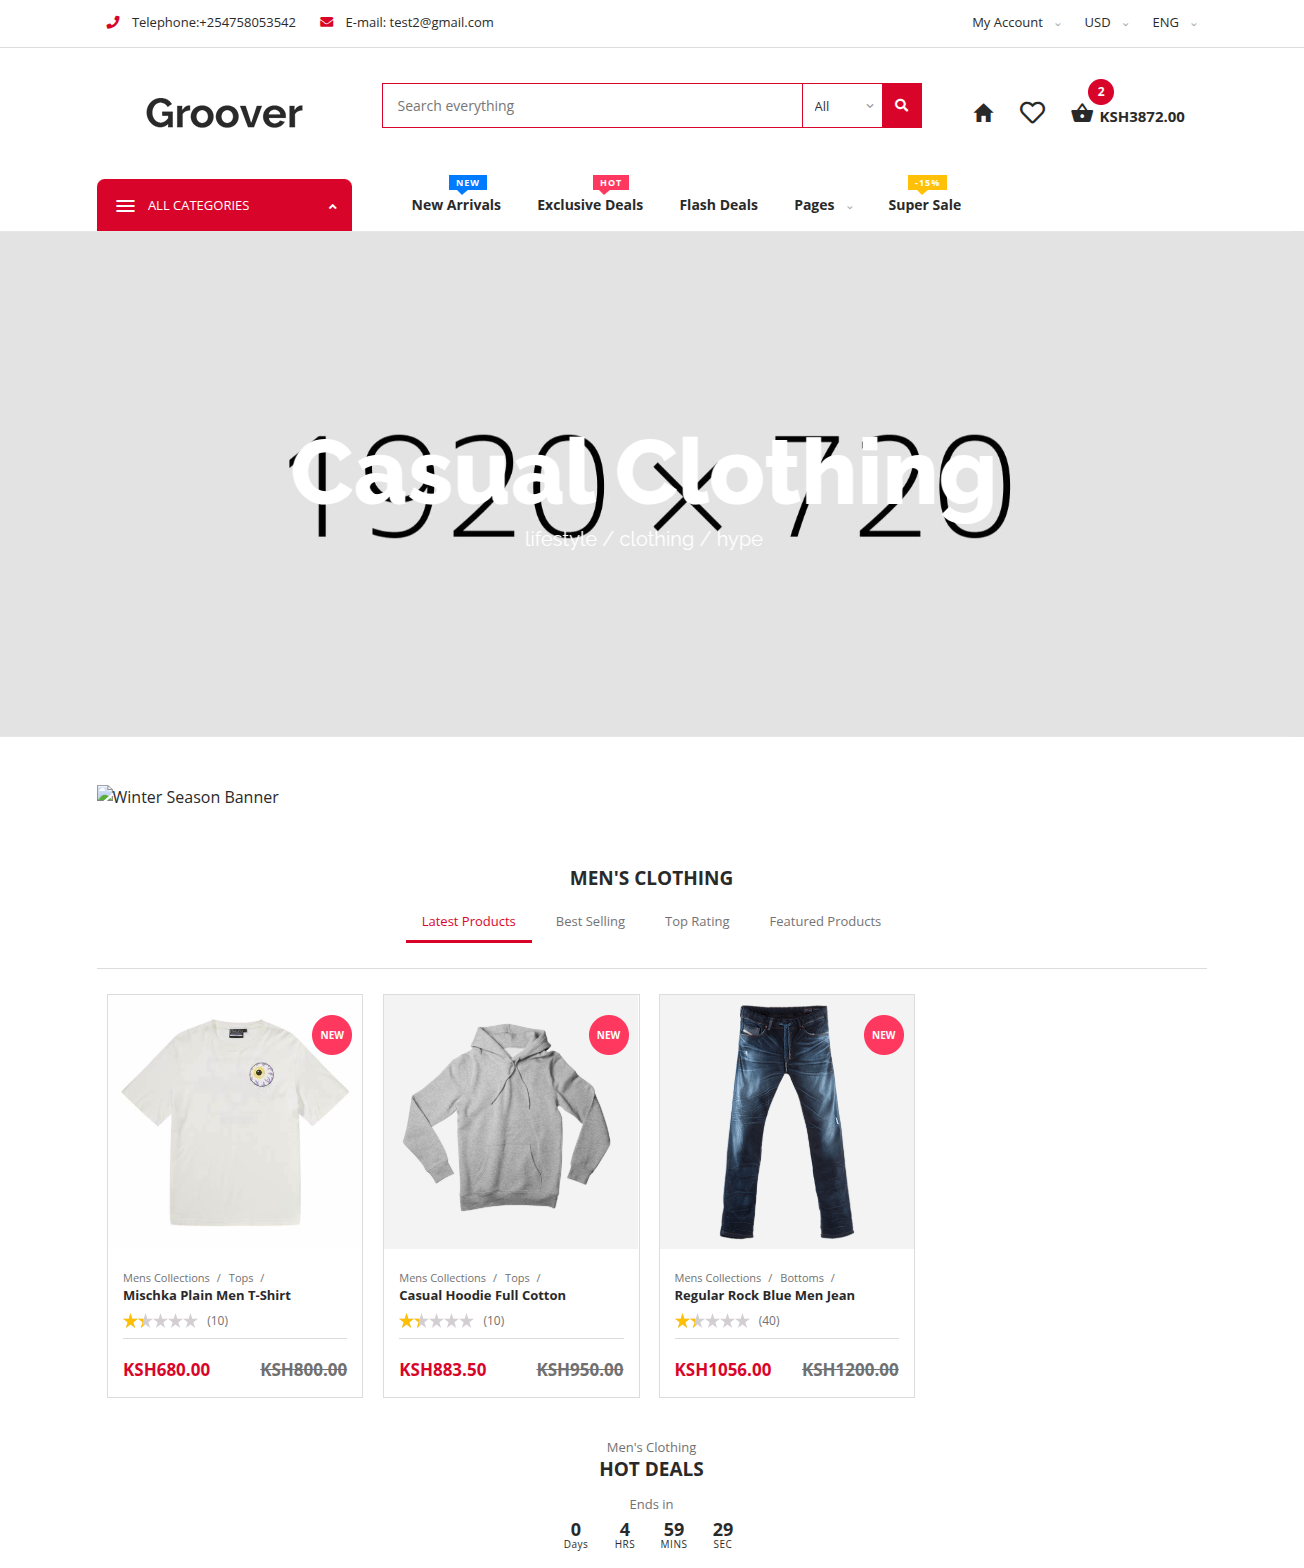 Telephone:+254758053542 E-mail: test2@gmail.com My Account USD ENG
Groover
Search everything All
2
KSH3872.00
ALL CATEGORIES
NEW HOT -15%
New Arrivals Exclusive Deals Flash Deals Pages Super Sale
1920 × 720
Casual Clothing
lifestyle / clothing / hype
Winter Season Banner
MEN'S CLOTHING
Latest Products Best Selling Top Rating Featured Products
NEW NEW NEW
Mens Collections / Tops / Mens Collections / Tops / Mens Collections / Bottoms /
Mischka Plain Men T-Shirt Casual Hoodie Full Cotton Regular Rock Blue Men Jean
(10) (10) (40)
KSH680.00 KSH800.00 KSH883.50 KSH950.00 KSH1056.00 KSH1200.00
Men's Clothing
HOT DEALS
Ends in
0 4 59 29
Days HRS MINS SEC